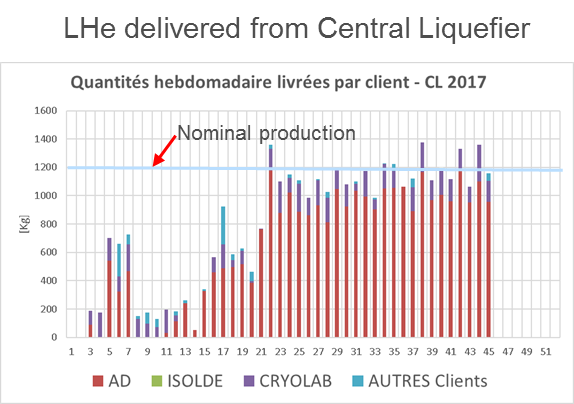 LHe delivered from Central Liquefier
Quantités hebdomadaire livrées par client - CL 2017
1600
1400
Nominal production
1200
1000
[Kg]
800
600
400
200
0
1 3 5 7 9 11 13 15 17 19 21 23 25 27 29 31 33 35 37 39 41 43 45 47 49 51
AD ISOLDE CRYOLAB AUTRES Clients